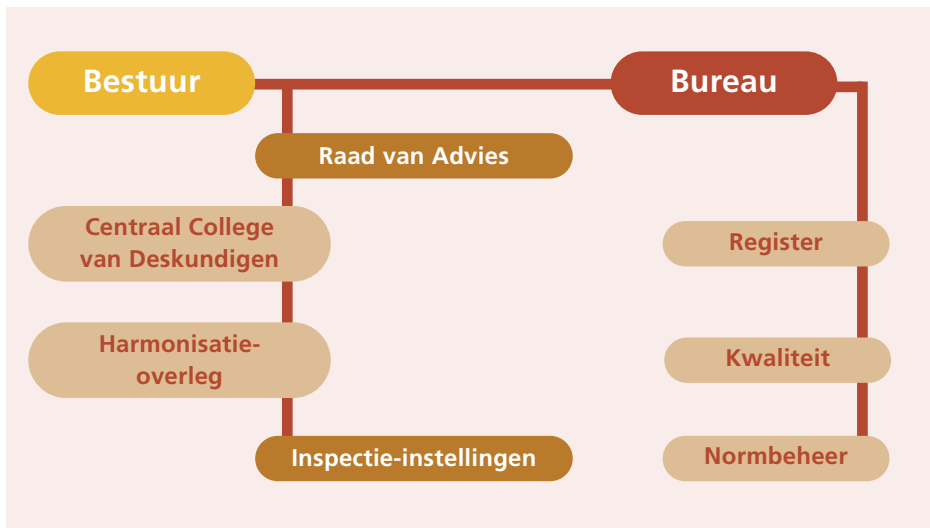 Bestuur
Bureau
Raad van Advies
Centraal College
van Deskundigen
Register
Harmonisatie-
overleg
Kwaliteit
Inspectie-instellingen
Normbeheer